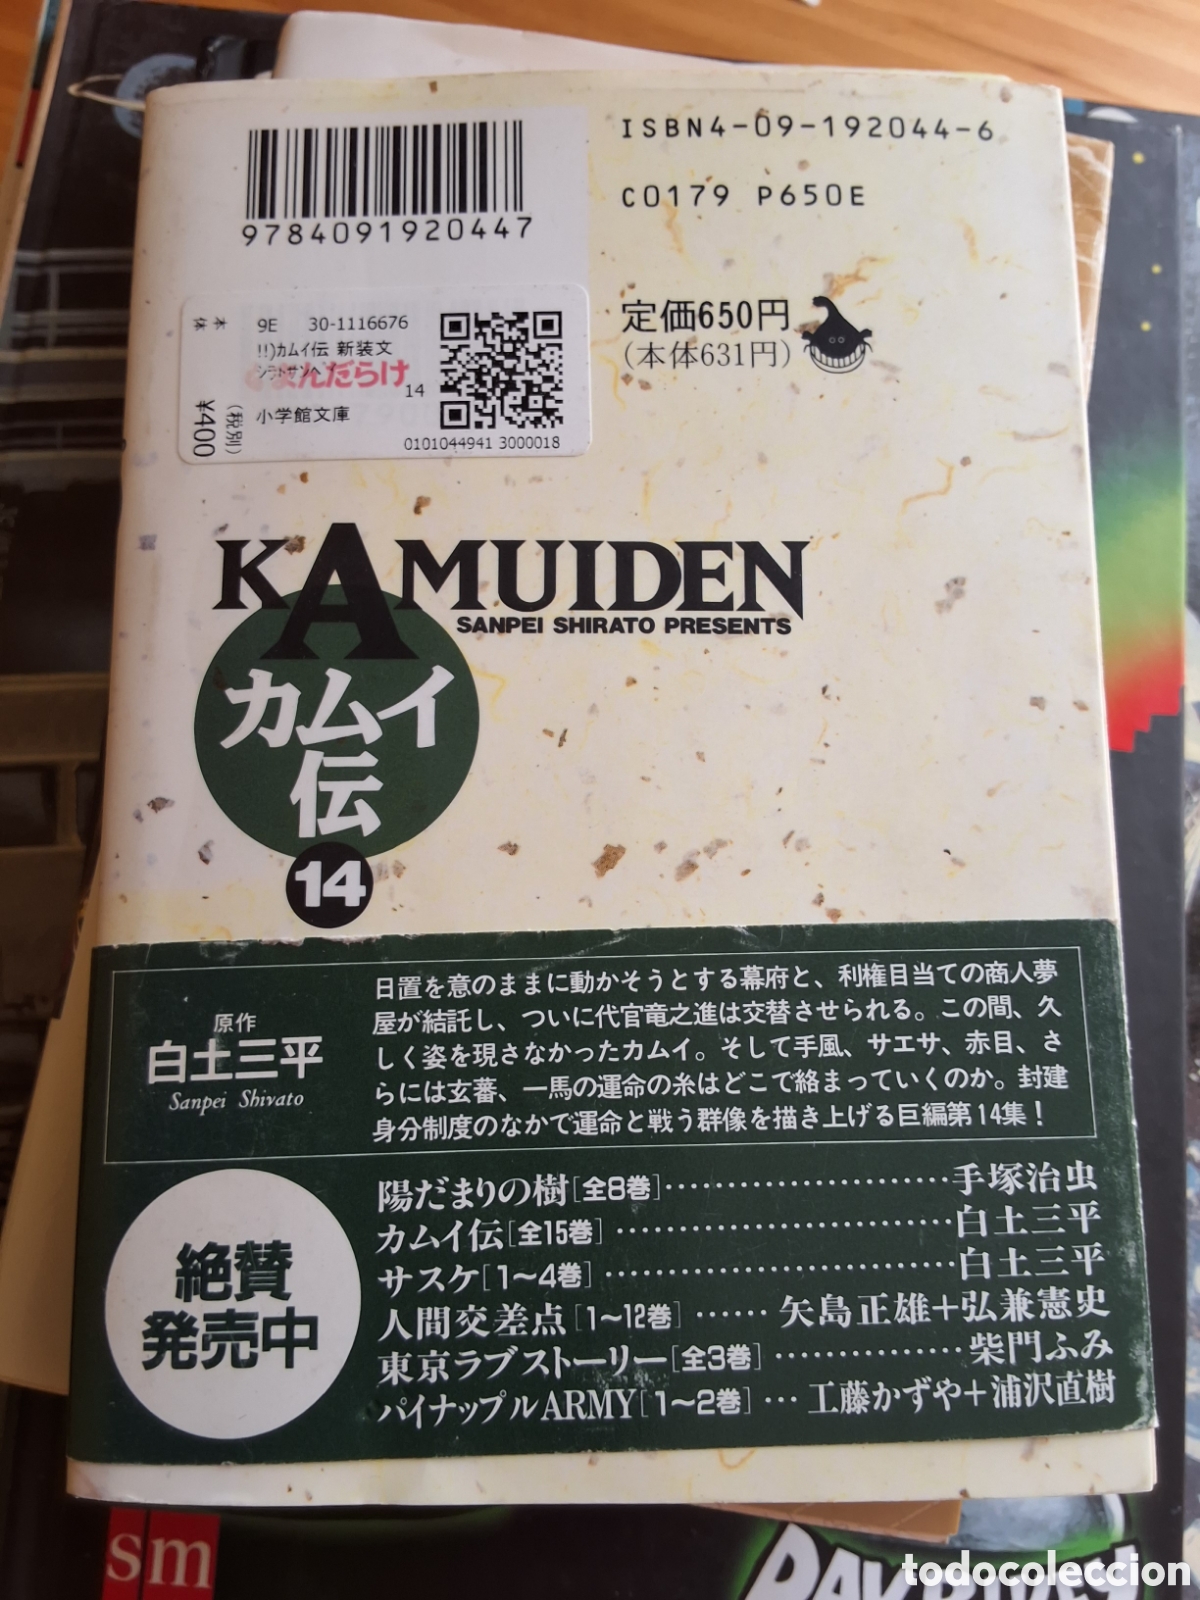 ISBN4-09-192044-6
9784091920447
C0179 P650E
定価650円
(本体631円)
本体
¥400
(税別)
9E 30-1116676
!!)カムイ伝 新装文
シラトサンペイ
まんだらけ
14
小学館文庫
0101044941 3000018
KAMUIDEN
SANPEI SHIRATO PRESENTS
カムイ
伝
14
原作
白土三平
Sanpei Shirato
日置を意のままに動かそうとする幕府と、利権目当ての商人夢
屋が結託し、ついに代官竜之進は交替させられる。この間、久
しく姿を現さなかったカムイ。そして手風、サエサ、赤目、さ
らには玄蕃、一馬の運命の糸はどこで絡まっていくのか。封建
身分制度のなかで運命と戦う群像を描き上げる巨編第14集！
絶賛
発売中
陽だまりの樹[全8巻]……………………手塚治虫
カムイ伝[全15巻]……………………白土三平
サスケ[1〜4巻]……………………白土三平
人間交差点[1〜12巻]……矢島正雄+弘兼憲史
東京ラブストーリー[全3巻]……………柴門ふみ
パイナップルARMY[1〜2巻]…工藤かずや+浦沢直樹
sm
todocoleccion